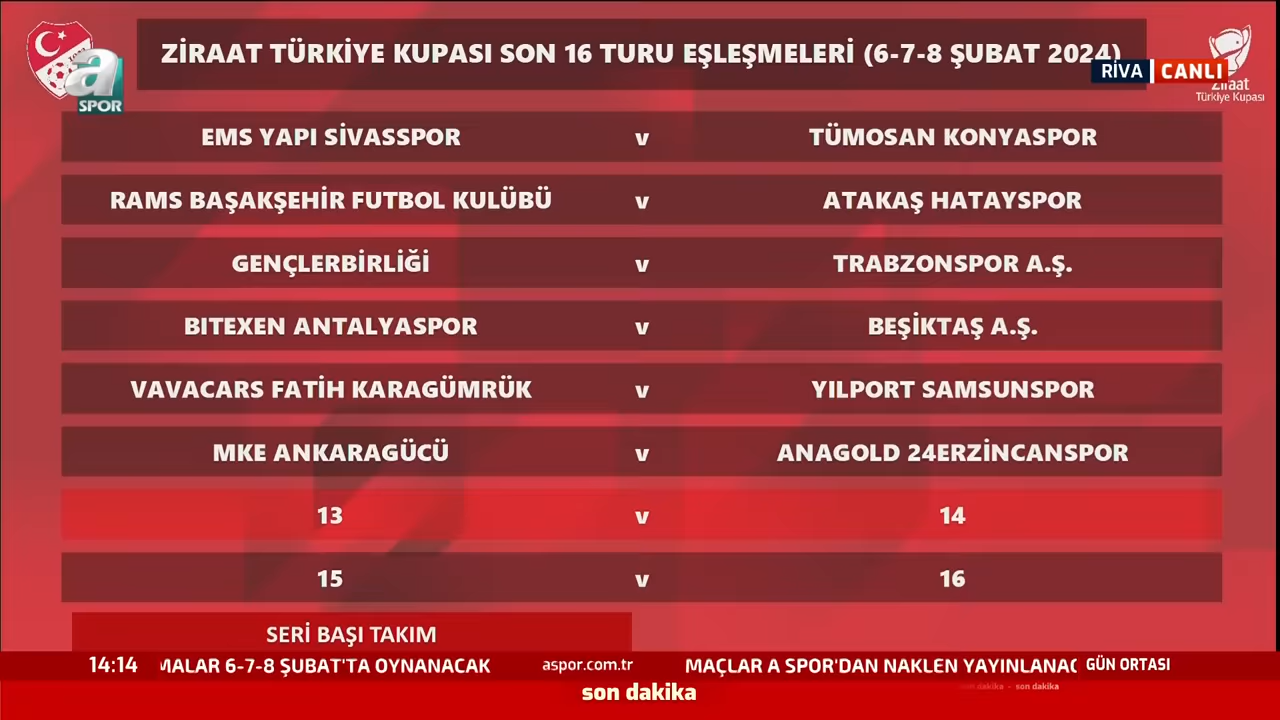 ZİRAAT TÜRKİYE KUPASI SON 16 TURU EŞLEŞMELERİ (6-7-8 ŞUBAT 2024)
a
SPOR
RİVA CANLI
Ziraat
Türkiye Kupası
EMS YAPI SİVASSPOR v TÜMOSAN KONYASPOR
RAMS BAŞAKŞEHİR FUTBOL KULÜBÜ v ATAKAŞ HATAYSPOR
GENÇLERBİRLİĞİ v TRABZONSPOR A.Ş.
BITEXEN ANTALYASPOR v BEŞİKTAŞ A.Ş.
VAVACARS FATİH KARAGÜMRÜK v YILPORT SAMSUNSPOR
MKE ANKARAGÜCÜ v ANAGOLD 24ERZİNCANSPOR
13 v 14
15 v 16
SERİ BAŞI TAKIM
14:14 MALAR 6-7-8 ŞUBAT'TA OYNANACAK aspor.com.tr MAÇLAR A SPOR'DAN NAKLEN YAYINLANAC GÜN ORTASI
son dakika
son dakika - son dakika